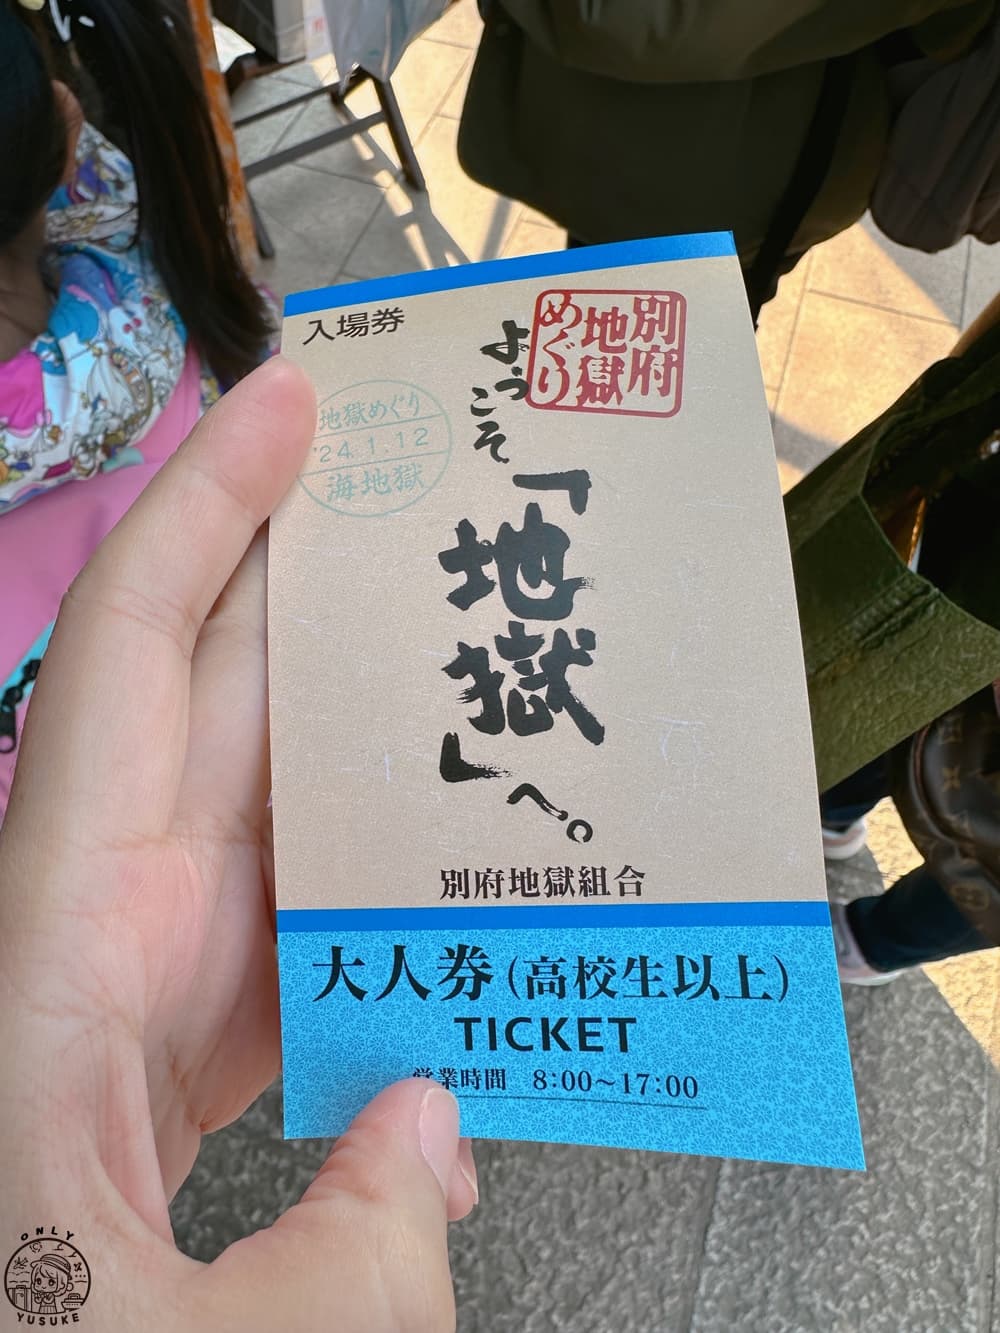 入場券
別府
地獄
めぐり
地獄めぐり
'24.1.12
海地獄
ようこそ
「地獄」へ。
別府地獄組合
大人券(高校生以上)
TICKET
営業時間 8:00~17:00
ONLY
YUSUKE